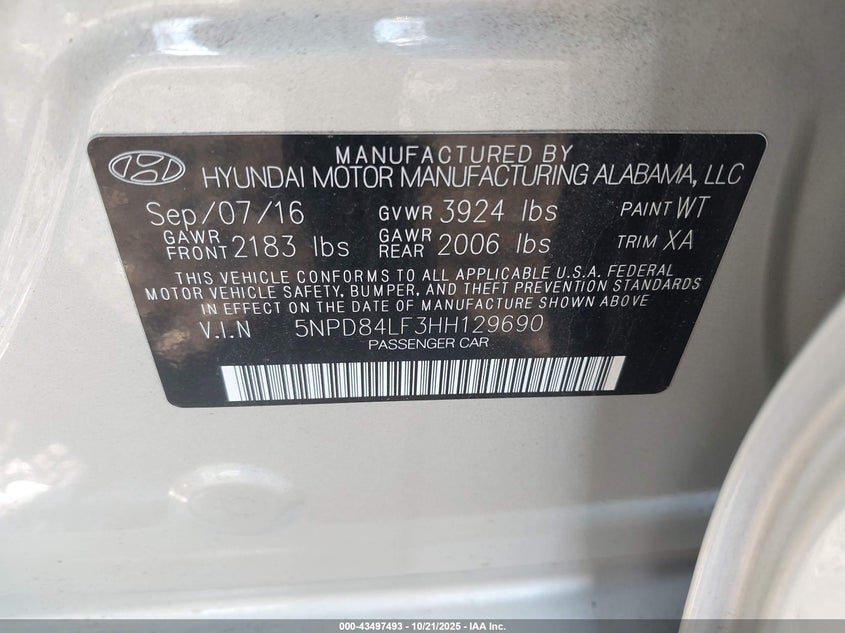 MANUFACTURED BY
HYUNDAI MOTOR MANUFACTURING ALABAMA, LLC
Sep/07/16 GVWR 3924 lbs PAINT WT
GAWR FRONT 2183 lbs GAWR REAR 2006 lbs TRIM XA
THIS VEHICLE CONFORMS TO ALL APPLICABLE U.S.A. FEDERAL
MOTOR VEHICLE SAFETY, BUMPER, AND THEFT PREVENTION STANDARDS
IN EFFECT ON THE DATE OF MANUFACTURE SHOWN ABOVE
V.I.N 5NPD84LF3HH129690
PASSENGER CAR
000-43497493 - 10/21/2025 - IAA Inc.